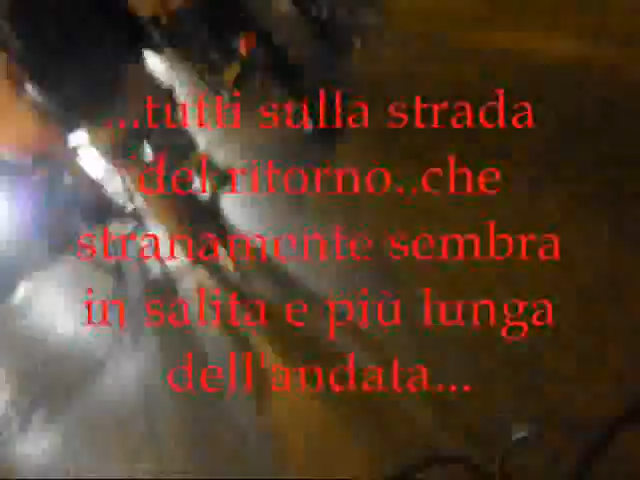 ...tutti sulla strada
del ritorno..che
stranamente sembra
in salita e più lunga
dell'andata...